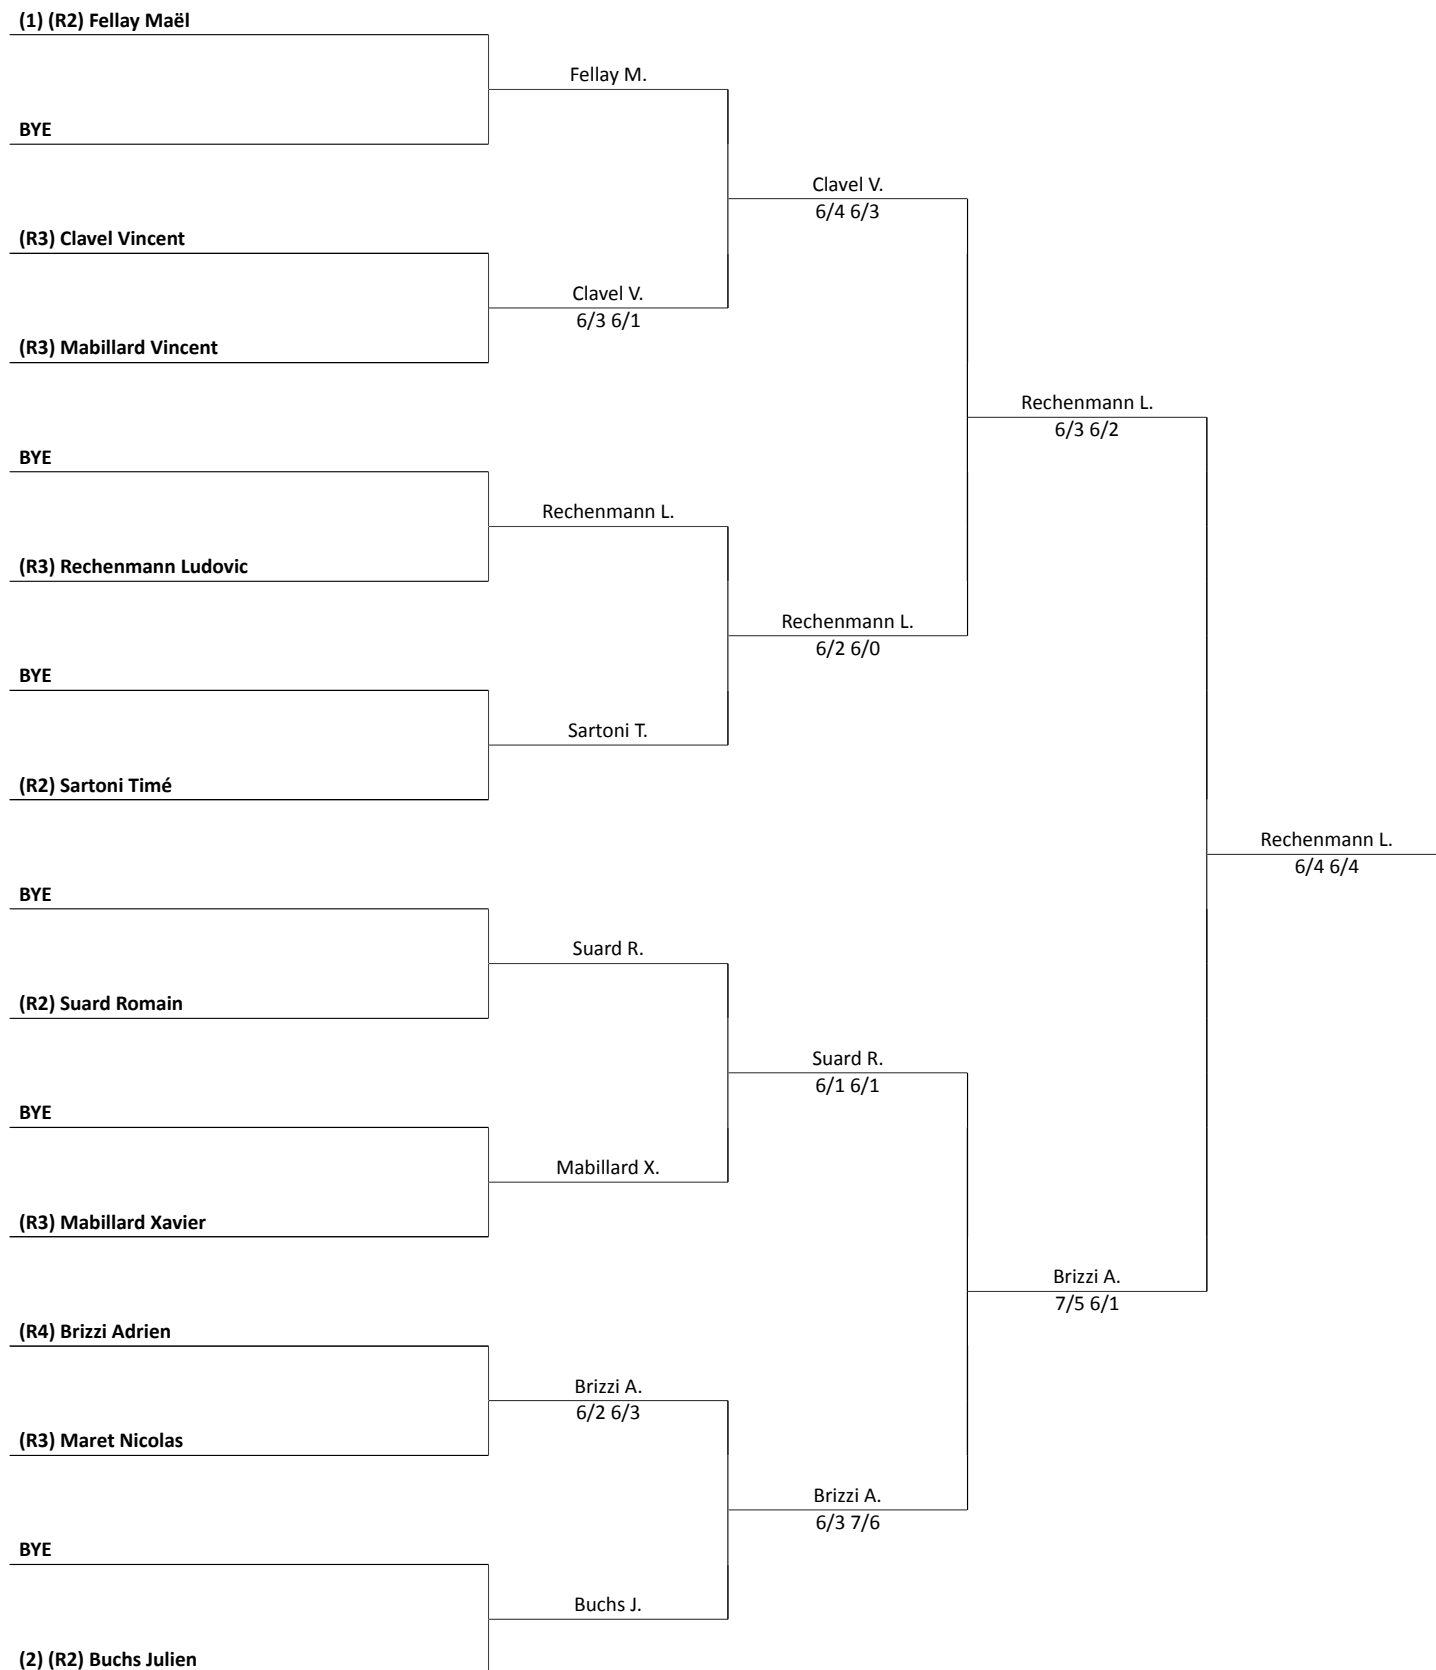 (1) (R2) Fellay Maël
Fellay M.
BYE
Clavel V.
6/4 6/3
(R3) Clavel Vincent
Clavel V.
6/3 6/1
(R3) Mabillard Vincent
Rechenmann L.
6/3 6/2
BYE
Rechenmann L.
(R3) Rechenmann Ludovic
Rechenmann L.
6/2 6/0
BYE
Sartoni T.
(R2) Sartoni Timé
Rechenmann L.
6/4 6/4
BYE
Suard R.
(R2) Suard Romain
Suard R.
6/1 6/1
BYE
Mabillard X.
(R3) Mabillard Xavier
Brizzi A.
7/5 6/1
(R4) Brizzi Adrien
Brizzi A.
6/2 6/3
(R3) Maret Nicolas
Brizzi A.
6/3 7/6
BYE
Buchs J.
(2) (R2) Buchs Julien